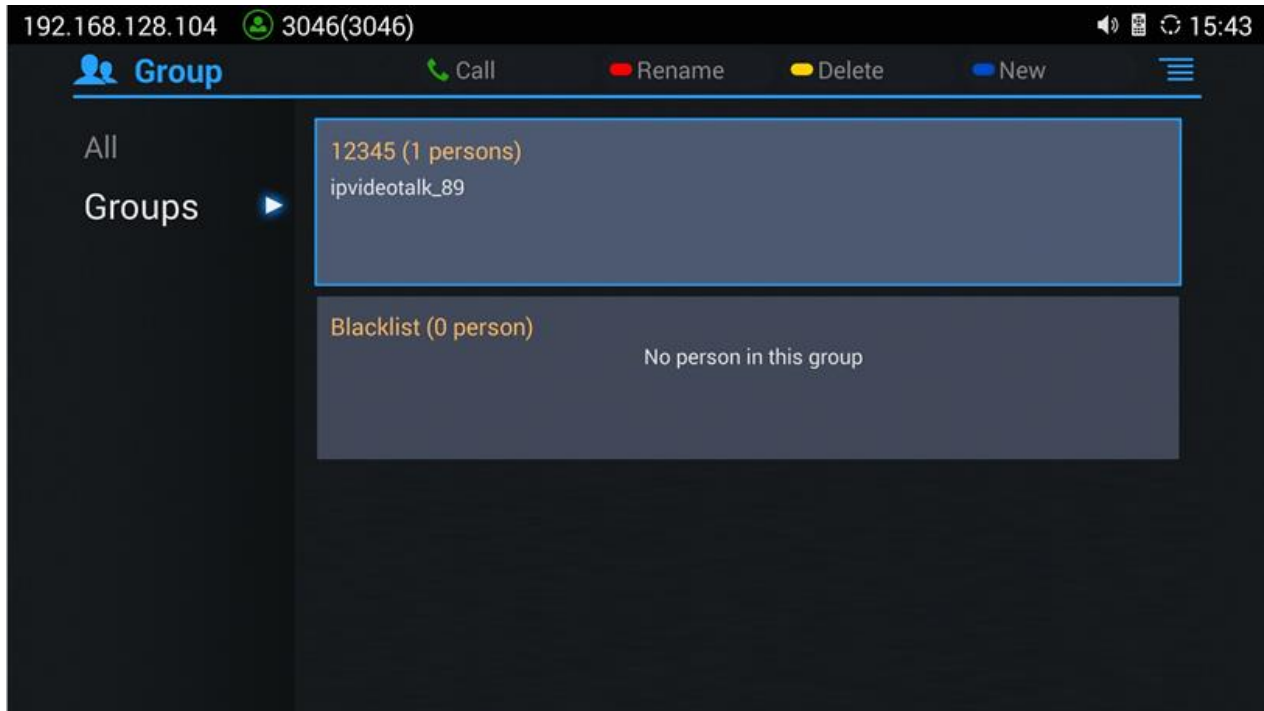 192.168.128.104 3046(3046) 15:43
Group Call Rename Delete New
All
Groups
12345 (1 persons)
ipvideotalk_89
Blacklist (0 person)
No person in this group